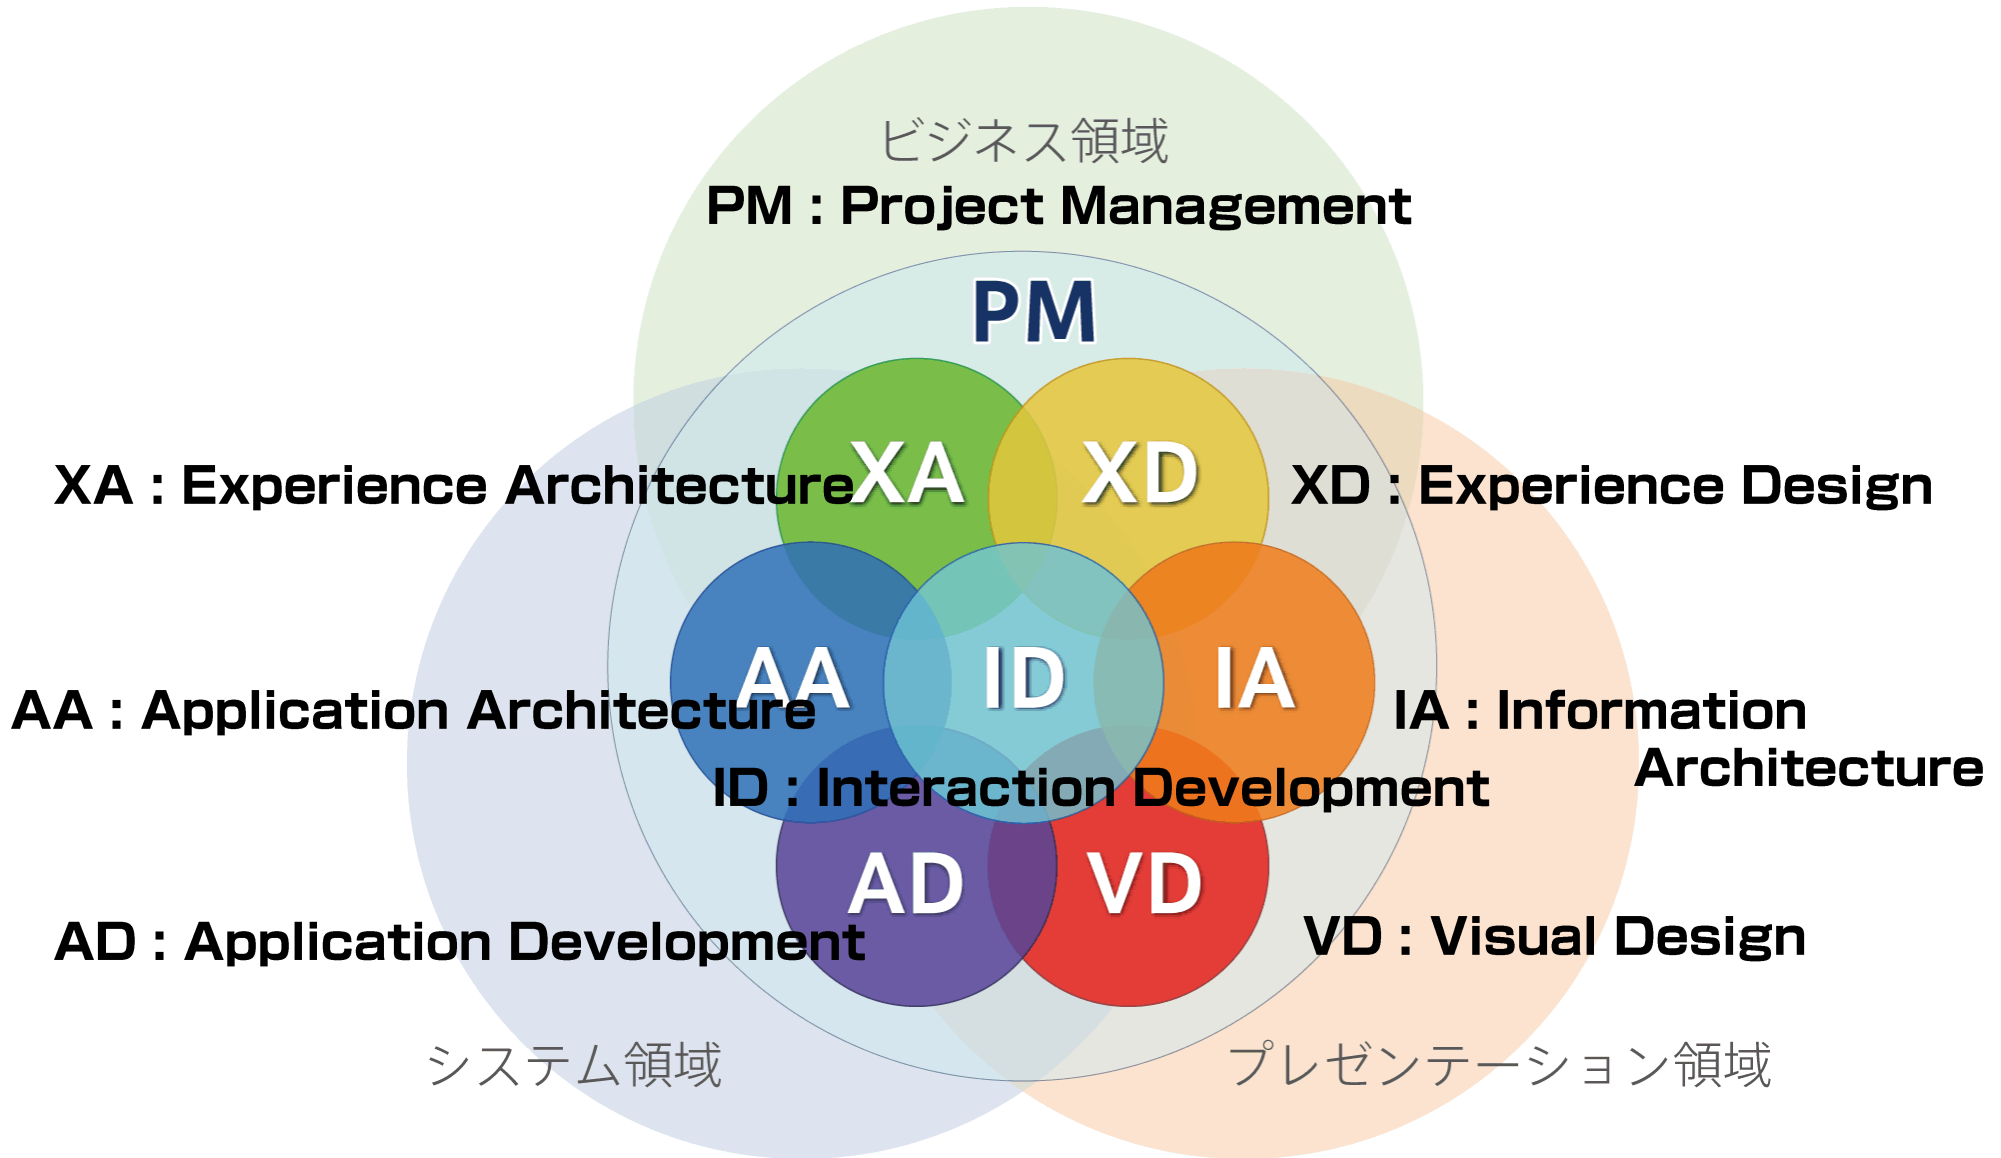 ビジネス領域
PM : Project Management
PM
XA : Experience Architecture
XA
XD
XD : Experience Design
AA : Application Architecture
AA
ID
IA
IA : Information
Architecture
ID : Interaction Development
AD : Application Development
AD
VD
VD : Visual Design
システム領域
プレゼンテーション領域